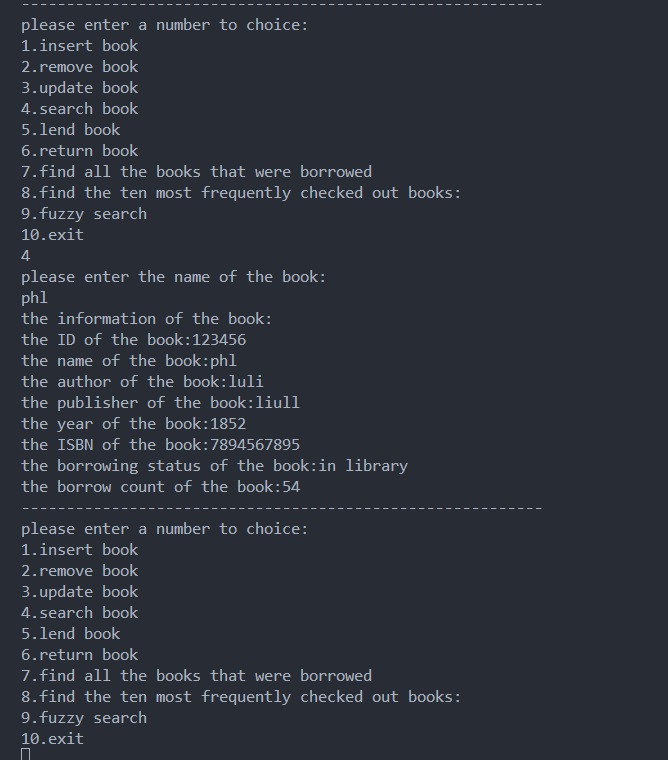 ----------------------------------------------------------
please enter a number to choice:
1.insert book
2.remove book
3.update book
4.search book
5.lend book
6.return book
7.find all the books that were borrowed
8.find the ten most frequently checked out books:
9.fuzzy search
10.exit
4
please enter the name of the book:
phl
the information of the book:
the ID of the book:123456
the name of the book:phl
the author of the book:luli
the publisher of the book:liull
the year of the book:1852
the ISBN of the book:7894567895
the borrowing status of the book:in library
the borrow count of the book:54
----------------------------------------------------------
please enter a number to choice:
1.insert book
2.remove book
3.update book
4.search book
5.lend book
6.return book
7.find all the books that were borrowed
8.find the ten most frequently checked out books:
9.fuzzy search
10.exit